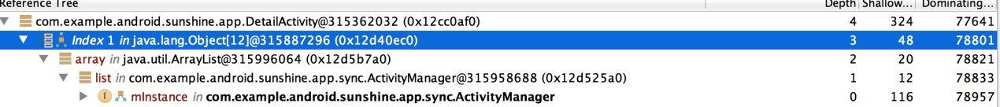 Reference Tree Depth Shallow... Dominating...
com.example.android.sunshine.app.DetailActivity@315362032 (0x12cc0af0) 4 324 77641
Index 1 in java.lang.Object[12]@315887296 (0x12d40ec0) 3 48 78801
array in java.util.ArrayList@315996064 (0x12d5b7a0) 2 20 78821
list in com.example.android.sunshine.app.sync.ActivityManager@315958688 (0x12d525a0) 1 12 78833
f mInstance in com.example.android.sunshine.app.sync.ActivityManager 0 116 78957